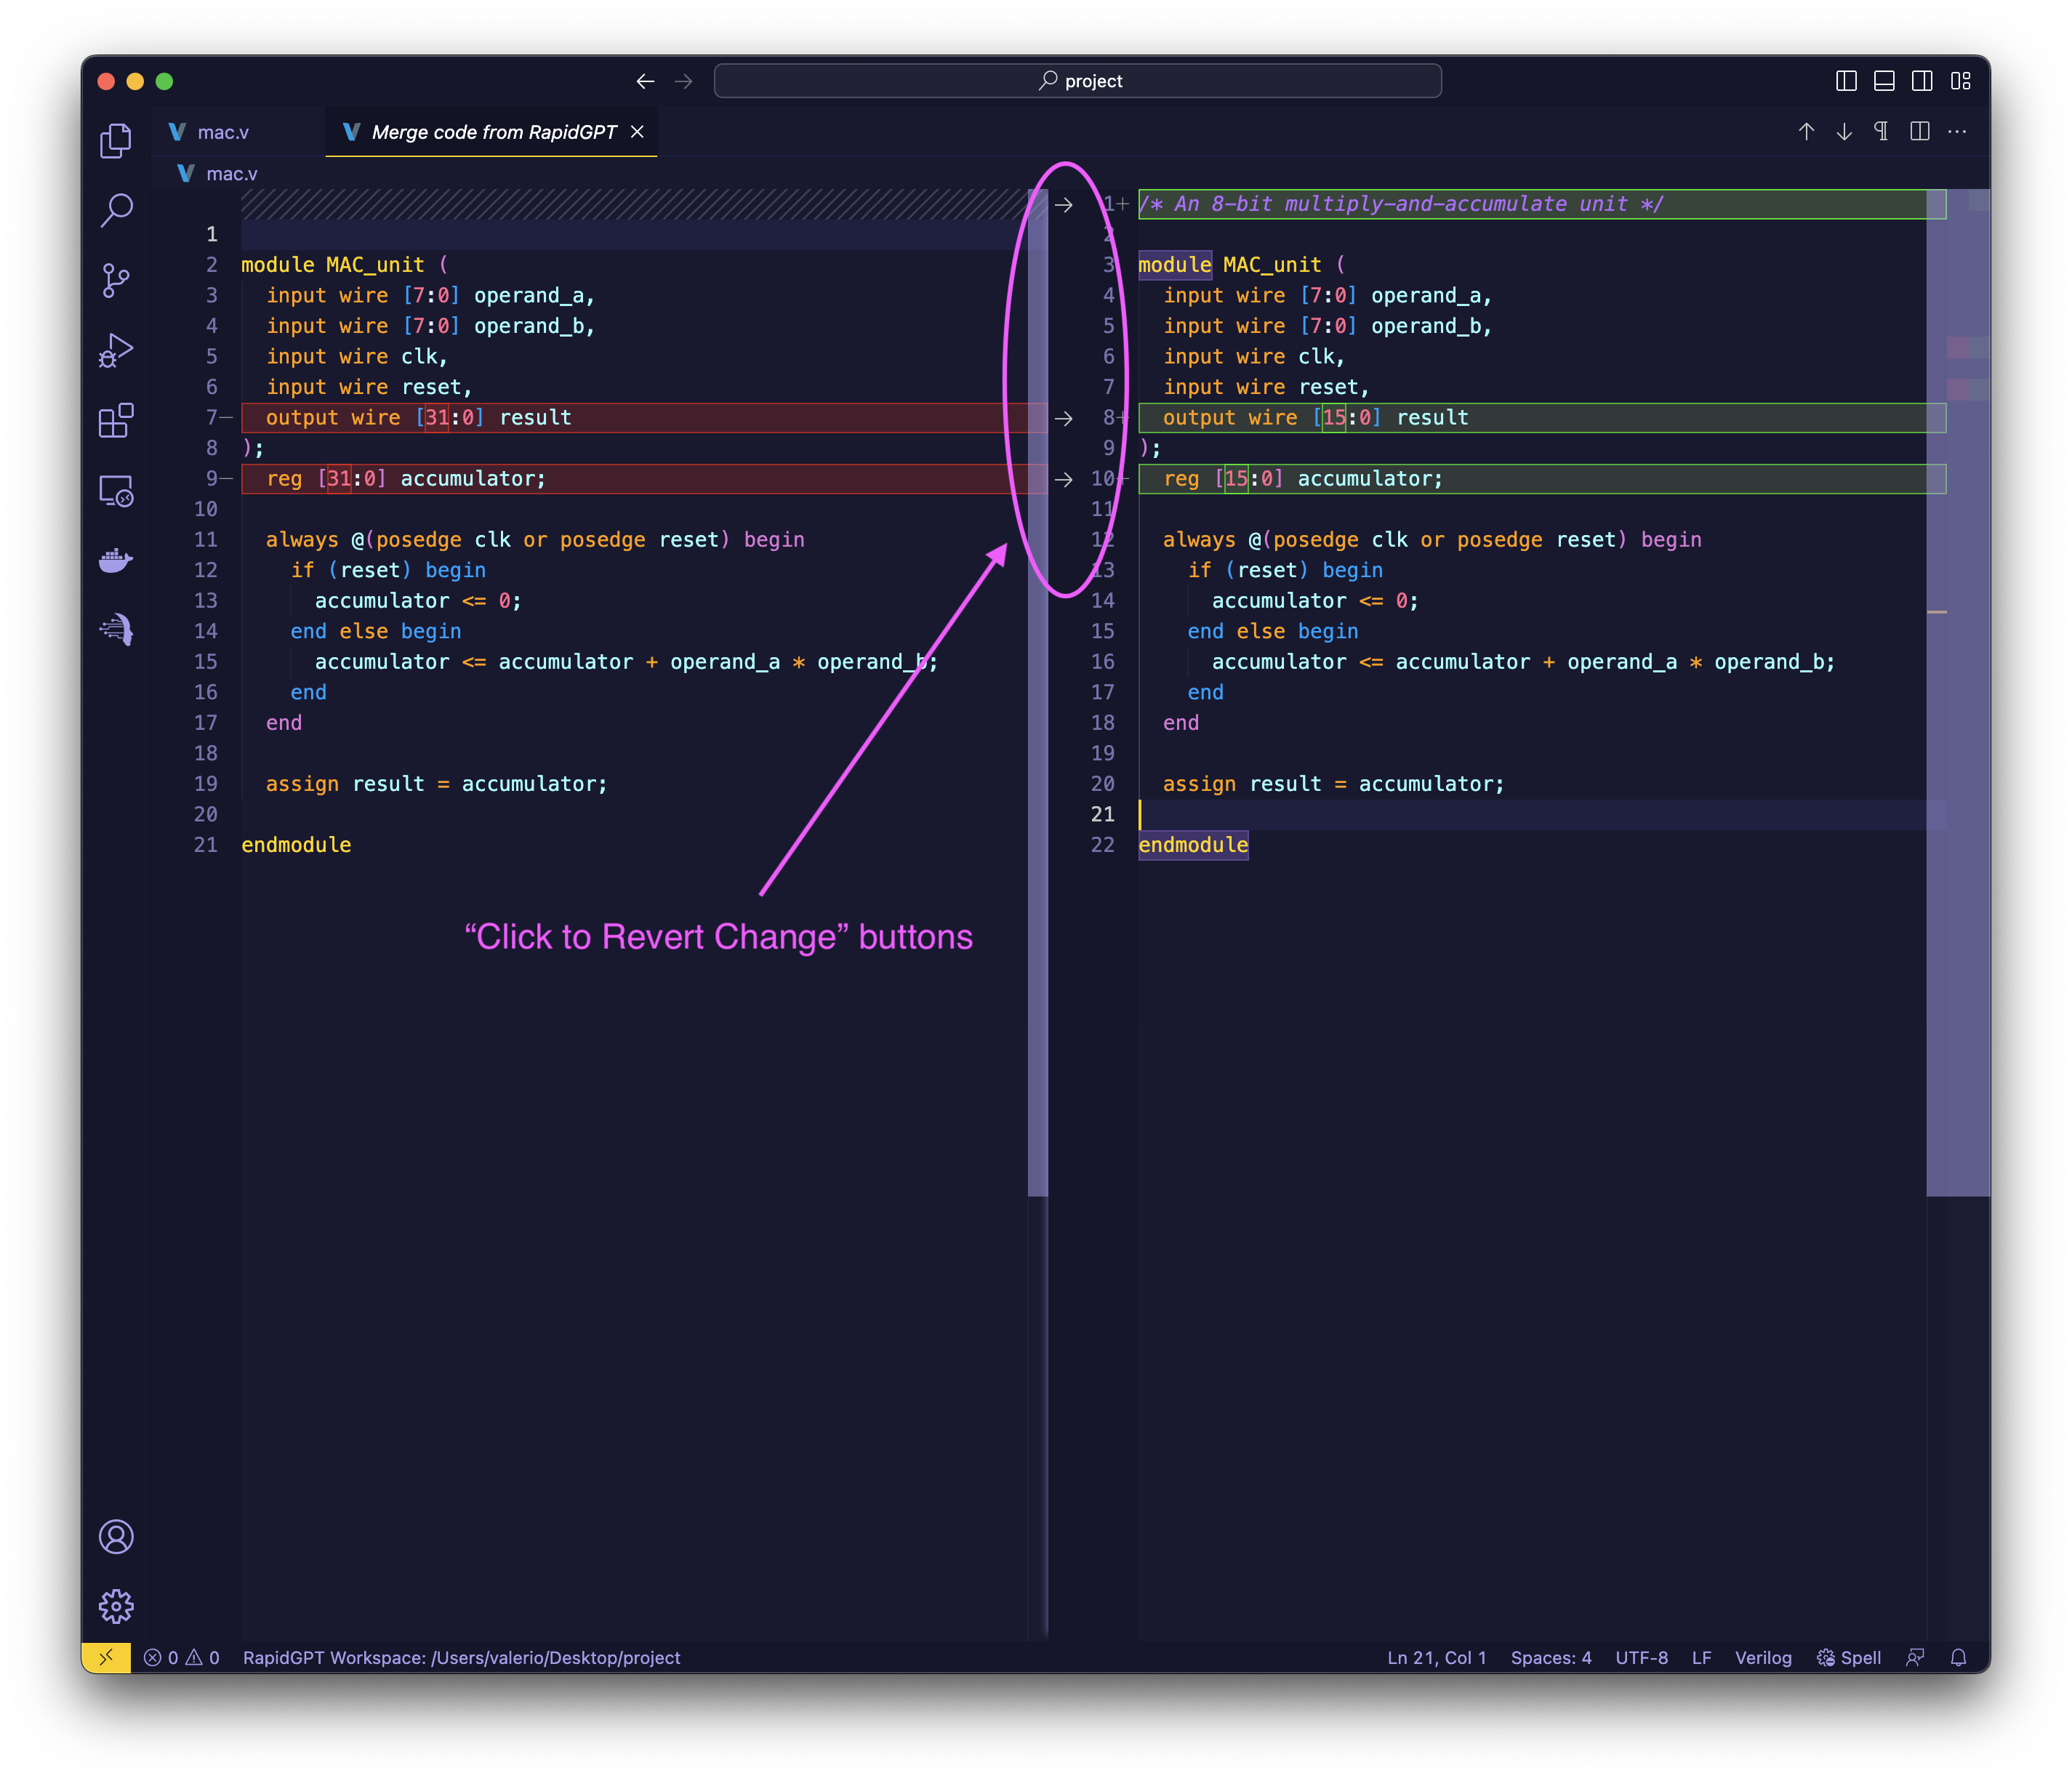 project
mac.v
Merge code from RapidGPT
mac.v
1
2 module MAC_unit (
3 input wire [7:0] operand_a,
4 input wire [7:0] operand_b,
5 input wire clk,
6 input wire reset,
7— output wire [31:0] result
8 );
9— reg [31:0] accumulator;
10
11 always @(posedge clk or posedge reset) begin
12 if (reset) begin
13 accumulator <= 0;
14 end else begin
15 accumulator <= accumulator + operand_a * operand_b;
16 end
17 end
18
19 assign result = accumulator;
20
21 endmodule
1+ /* An 8-bit multiply-and-accumulate unit */
2
3 module MAC_unit (
4 input wire [7:0] operand_a,
5 input wire [7:0] operand_b,
6 input wire clk,
7 input wire reset,
8+ output wire [15:0] result
9 );
10+ reg [15:0] accumulator;
11
12 always @(posedge clk or posedge reset) begin
13 if (reset) begin
14 accumulator <= 0;
15 end else begin
16 accumulator <= accumulator + operand_a * operand_b;
17 end
18 end
19
20 assign result = accumulator;
21
22 endmodule
“Click to Revert Change” buttons
0 0 RapidGPT Workspace: /Users/valerio/Desktop/project
Ln 21, Col 1 Spaces: 4 UTF-8 LF Verilog Spell